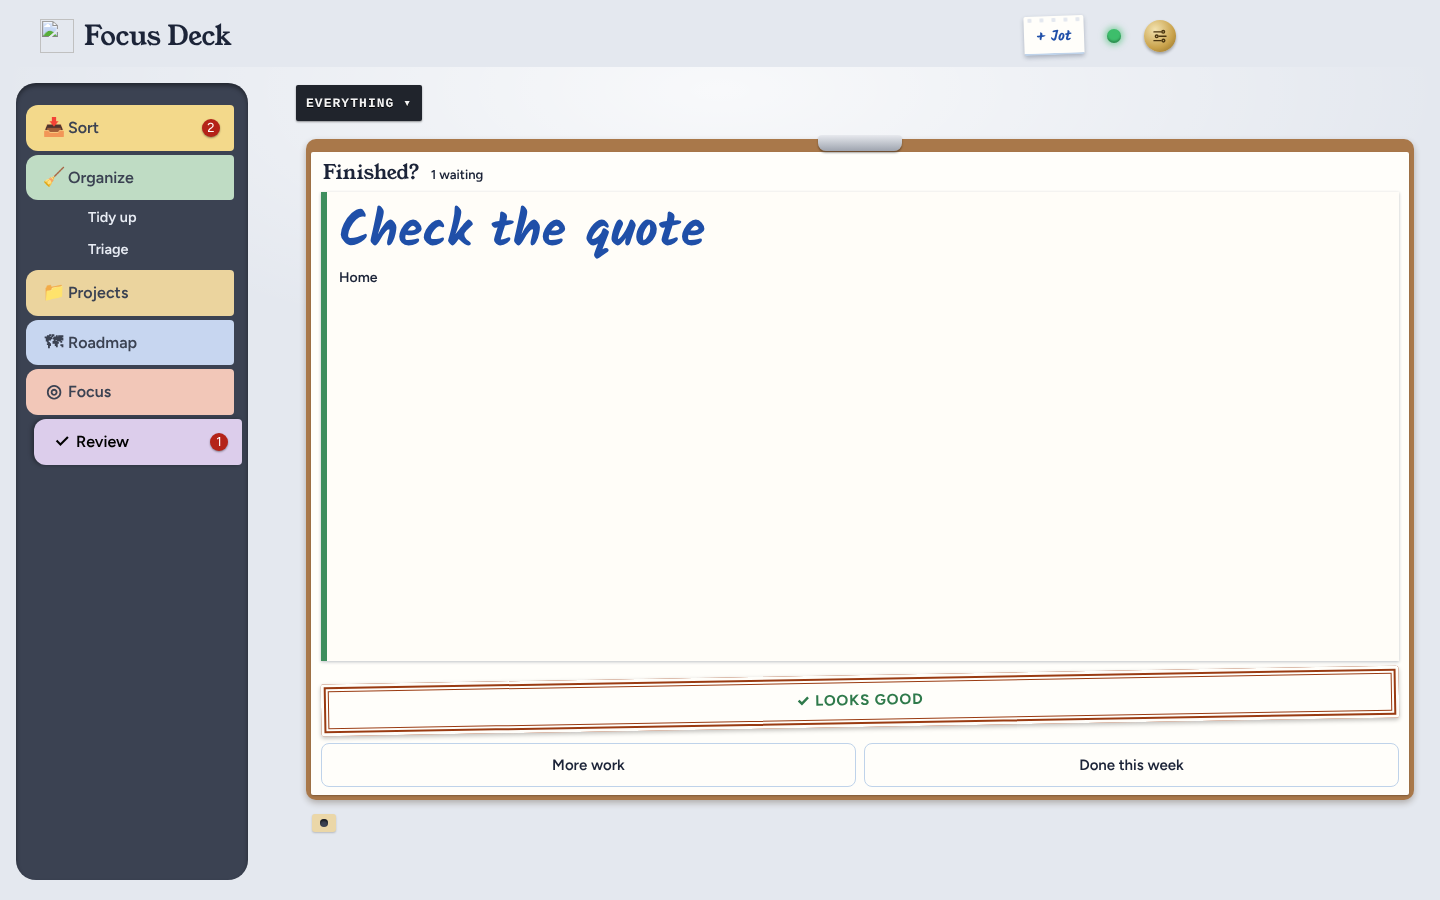 Focus Deck
+ Jot
Sort 2
Organize
Tidy up
Triage
Projects
Roadmap
Focus
Review 1
EVERYTHING ▾
Finished? 1 waiting
Check the quote
Home
✓ LOOKS GOOD
More work
Done this week